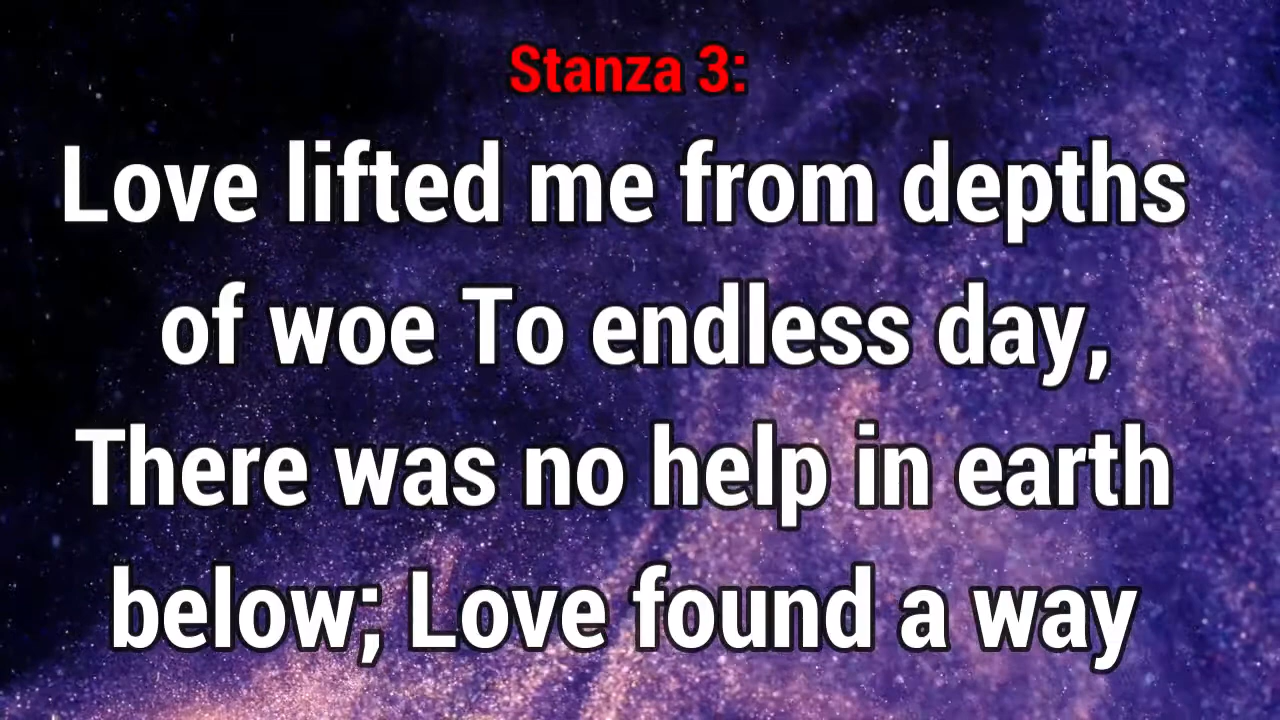 Stanza 3:
Love lifted me from depths
of woe To endless day,
There was no help in earth
below; Love found a way